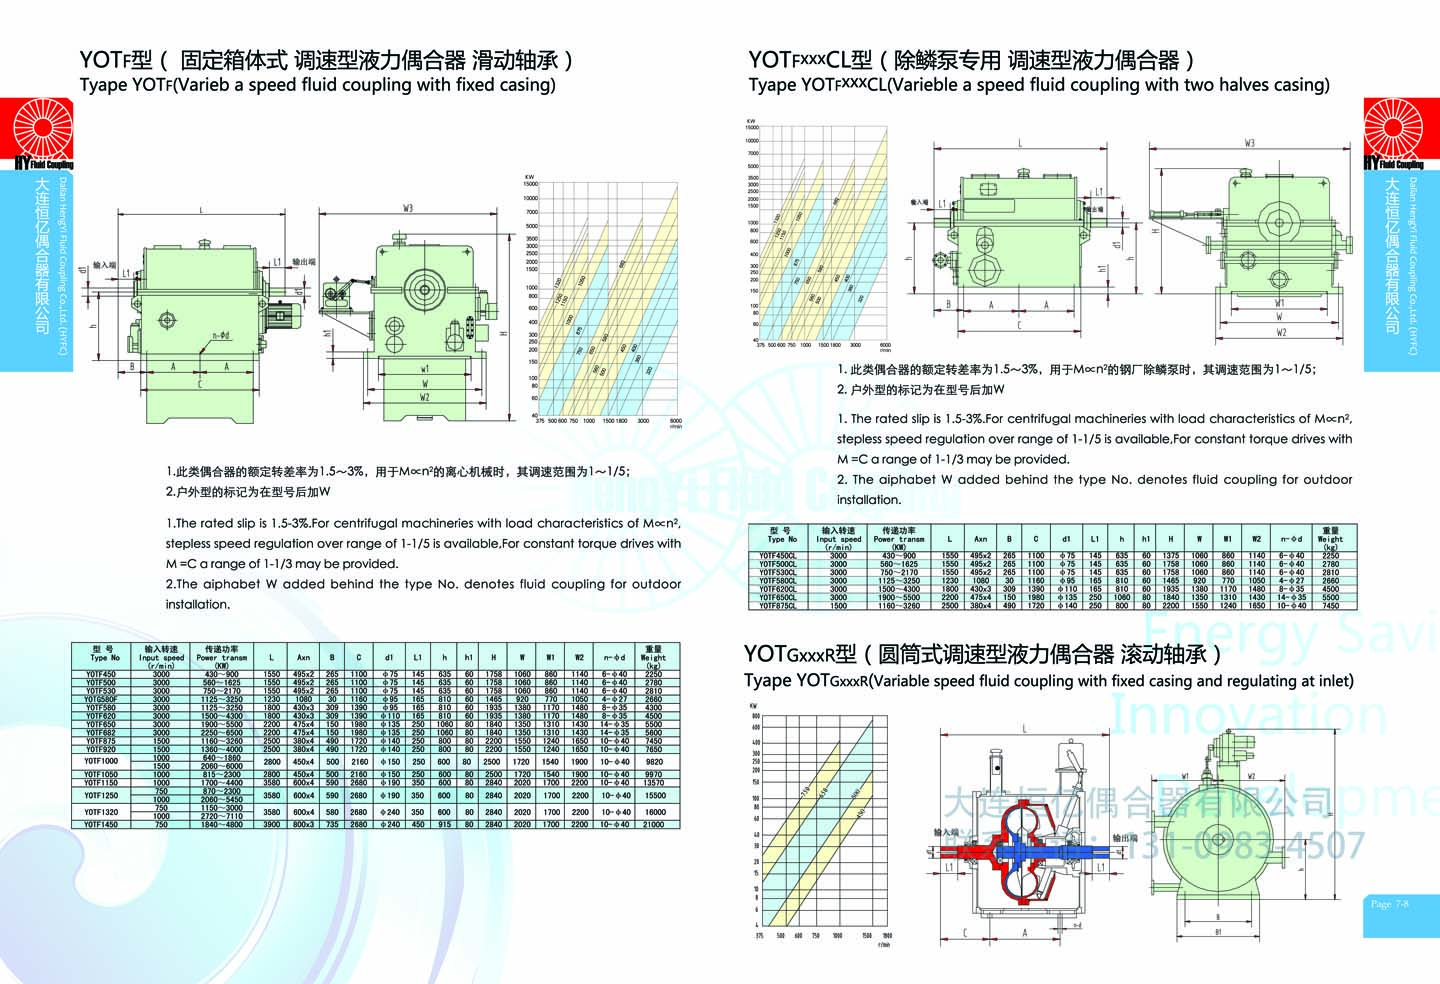 YOTF型（ 固定箱体式 调速型液力偶合器 滑动轴承）
Tyape YOTF(Varieb a speed fluid coupling with fixed casing)
HY Fluid Coupling
大连恒亿偶合器有限公司
Dalian HengYi Fluid Coupling Co.,Ltd. (HYFC)
输入端
输出端
n-Φd
1.此类偶合器的额定转差率为1.5～3%，用于M∝n²的离心机械时，其调速范围为1～1/5；
2.户外型的标记为在型号后加W
1.The rated slip is 1.5-3%.For centrifugal machineries with load characteristics of M∝n²,
stepless speed regulation over range of 1-1/5 is available,For constant torque drives with
M =C a range of 1-1/3 may be provided.
2.The aiphabet W added behind the type No. denotes fluid coupling for outdoor
installation.
型 号 Type No 输入转速 Input speed (r/min) 传递功率 Power transm (KW) L Axn B C d1 L1 h h1 H W W1 W2 n-φd 重量 Weight (kg)
YOTF450 3000 430~900 1550 495x2 265 1100 φ75 145 635 60 1758 1060 860 1140 6-φ40 2250
YOTF500 3000 560~1625 1550 495x2 265 1100 φ75 145 635 60 1758 1060 860 1140 6-φ40 2780
YOTF530 3000 750~2170 1550 495x2 265 1100 φ75 145 635 60 1758 1060 860 1140 6-φ40 2810
YOTG580F 3000 1125~3250 1230 1080 30 1160 φ95 165 810 60 1465 920 770 1050 4-φ27 2660
YOTF580 3000 1125~3250 1800 430x3 309 1390 φ95 165 810 60 1935 1380 1170 1480 8-φ35 4300
YOTF620 3000 1500~4300 1800 430x3 309 1390 φ110 165 810 60 1935 1380 1170 1480 8-φ35 4500
YOTF650 3000 1900~5500 2200 475x4 150 1980 φ135 250 1060 80 1840 1350 1310 1430 14-φ35 5500
YOTF682 3000 2250~6500 2200 475x4 150 1980 φ135 250 1060 80 1840 1350 1310 1430 14-φ35 5600
YOTF875 1500 1160~3260 2500 380x4 490 1720 φ140 250 800 80 2200 1550 1240 1650 10-φ40 7450
YOTF920 1500 1360~4000 2500 380x4 490 1720 φ140 250 800 80 2200 1550 1240 1650 10-φ40 7650
YOTF1000 1000 640~1860 2800 450x4 500 2160 φ150 250 600 80 2500 1720 1540 1900 10-φ40 9820
1500 2060~6000
YOTF1050 1000 815~2300 2800 450x4 500 2160 φ150 250 600 80 2500 1720 1540 1900 10-φ40 9970
YOTF1150 1000 1700~4400 3580 600x4 590 2680 φ190 350 600 80 2840 2020 1700 2200 10-φ40 13570
YOTF1250 750 870~2300 3580 600x4 590 2680 φ190 350 600 80 2840 2020 1700 2200 10-φ40 15500
1000 2060~5450
YOTF1320 750 1150~3000 3580 600x4 580 2680 φ240 350 600 80 2840 2020 1700 2200 10-φ40 16000
1000 2720~7110
YOTF1450 750 1840~4800 3900 800x3 735 2680 φ240 450 915 80 2840 2020 1700 2200 10-φ40 21000
YOTFxxxCL型（除鳞泵专用 调速型液力偶合器）
Tyape YOTFxxxCL(Varieble a speed fluid coupling with two halves casing)
HY Fluid Coupling
大连恒亿偶合器有限公司
Dalian HengYi Fluid Coupling Co.,Ltd. (HYFC)
输入端
输出端
1. 此类偶合器的额定转差率为1.5～3%，用于M∝n²的钢厂除鳞泵时，其调速范围为1～1/5；
2. 户外型的标记为在型号后加W
1. The rated slip is 1.5-3%.For centrifugal machineries with load characteristics of M∝n²,
stepless speed regulation over range of 1-1/5 is available,For constant torque drives with
M =C a range of 1-1/3 may be provided.
2. The aiphabet W added behind the type No. denotes fluid coupling for outdoor
installation.
型 号 Type No 输入转速 Input speed (r/min) 传递功率 Power transm (KW) L Axn B C d1 L1 h h1 H W W1 W2 n-φd 重量 Weight (kg)
YOTF450CL 3000 430~900 1550 495x2 265 1100 φ75 145 635 60 1375 1060 860 1140 6-φ40 2250
YOTF500CL 3000 560~1625 1550 495x2 265 1100 φ75 145 635 60 1758 1060 860 1140 6-φ40 2780
YOTF530CL 3000 750~2170 1550 495x2 265 1100 φ75 145 635 60 1758 1060 860 1140 6-φ40 2810
YOTF580CL 3000 1125~3250 1230 1080 30 1160 φ95 165 810 60 1465 920 770 1050 4-φ27 2660
YOTF620CL 3000 1500~4300 1800 430x3 309 1390 φ110 165 810 60 1935 1380 1170 1480 8-φ35 4500
YOTF650CL 3000 1900~5500 2200 475x4 150 1980 φ135 250 1060 80 1840 1350 1310 1430 14-φ35 5500
YOTF875CL 1500 1160~3260 2500 380x4 490 1720 φ140 250 800 80 2200 1550 1240 1650 10-φ40 7450
YOTGxxxR型（圆筒式调速型液力偶合器 滚动轴承）
Tyape YOTGxxxR(Variable speed fluid coupling with fixed casing and regulating at inlet)
输入端
输出端
大连恒亿偶合器有限公司
131-0983-4507
Energy Savi
Innovation
Page 7-8